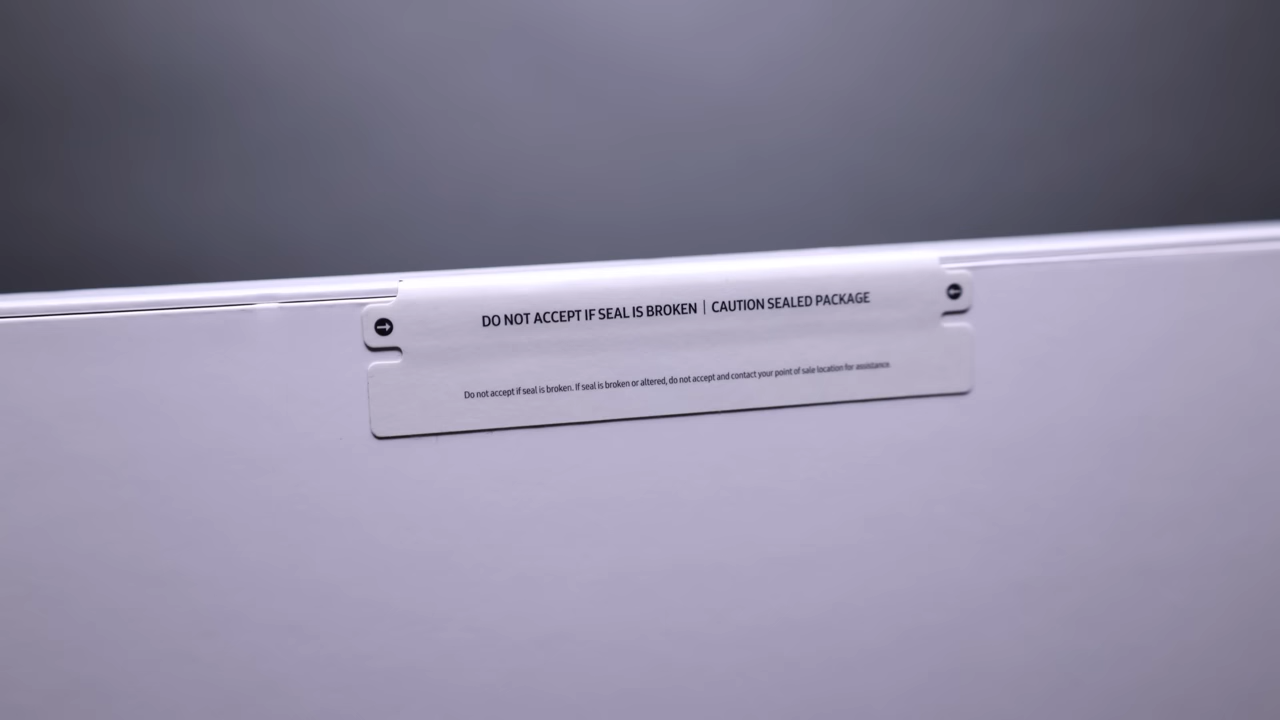 DO NOT ACCEPT IF SEAL IS BROKEN | CAUTION SEALED PACKAGE
Do not accept if seal is broken. If seal is broken or altered, do not accept and contact your point of sale location for assistance.